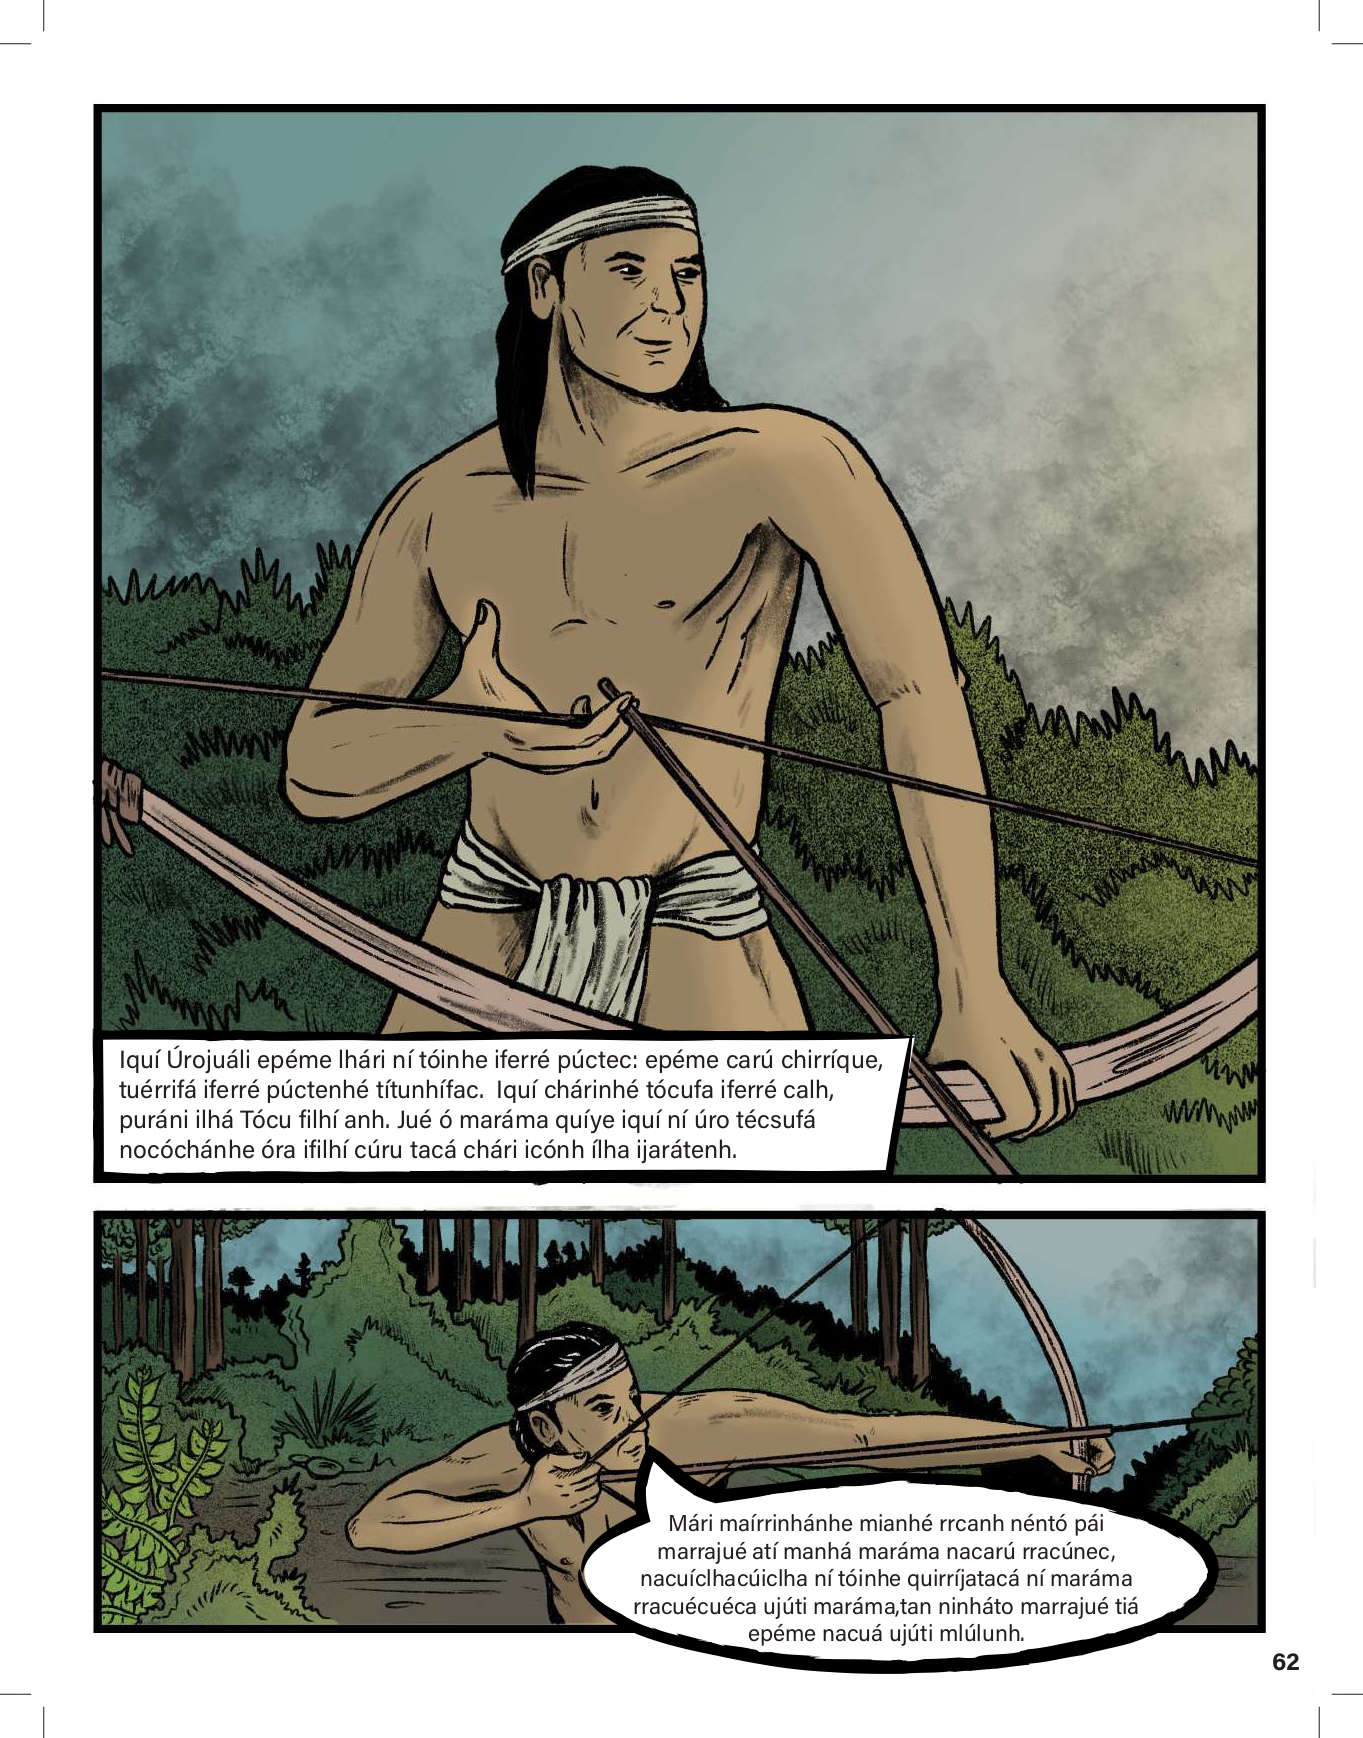 Iquí Úrojuáli epéme lhári ní tóinhe iferré púctec: epéme carú chirríque,
tuérrifá iferré púctenhé títunhífac.  Iquí chárinhé tócufa iferré calh,
puráni ilhá Tócu filhí anh. Jué ó maráma quíye iquí ní úro técsufá
nocóchánhe óra ifilhí cúru tacá chári icónh ílha ijarátenh.
Mári maírrinhánhe mianhé rrcanh néntó pái
marrajué atí manhá maráma nacarú rracúnec,
nacuíclhacúiclha ní tóinhe quirríjatacá ní maráma
rracuécuéca ujúti maráma,tan ninháto marrajué tiá
epéme nacuá ujúti mlúlunh.
62